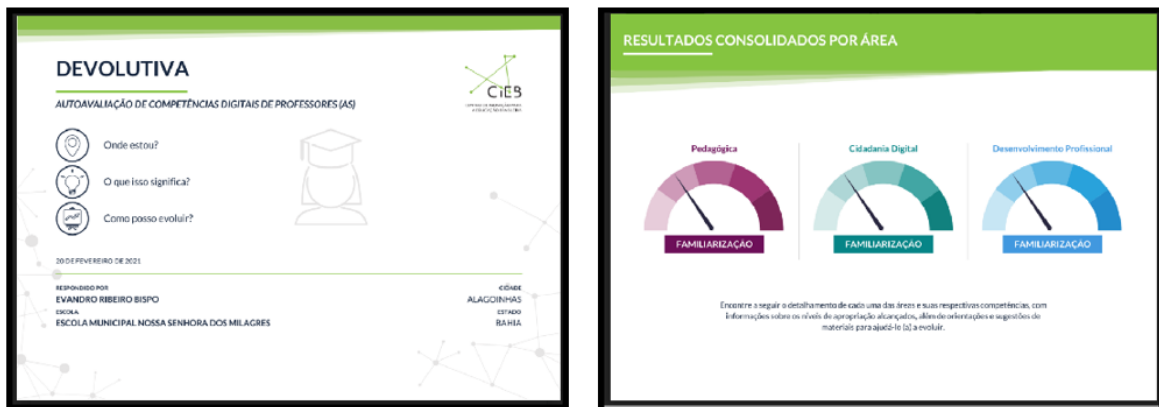 DEVOLUTIVA
AUTOAVALIAÇÃO DE COMPETÊNCIAS DIGITAIS DE PROFESSORES (AS)
CIEB
Onde estou?
O que isso significa?
Como posso evoluir?
20 DE FEVEREIRO DE 2021
RESPONDIDO POR
EVANDRO RIBEIRO BISPO
ESCOLA
ESCOLA MUNICIPAL NOSSA SENHORA DOS MILAGRES
CIDADE
ALAGOINHAS
ESTADO
BAHIA
RESULTADOS CONSOLIDADOS POR ÁREA
Pedagógica
FAMILIARIZAÇÃO
Cidadania Digital
FAMILIARIZAÇÃO
Desenvolvimento Profissional
FAMILIARIZAÇÃO
Encontre a seguir o detalhamento de cada uma das áreas e suas respectivas competências, com
informações sobre os níveis de apropriação alcançados, além de orientações e sugestões de
materiais para ajudá-lo (a) a evoluir.